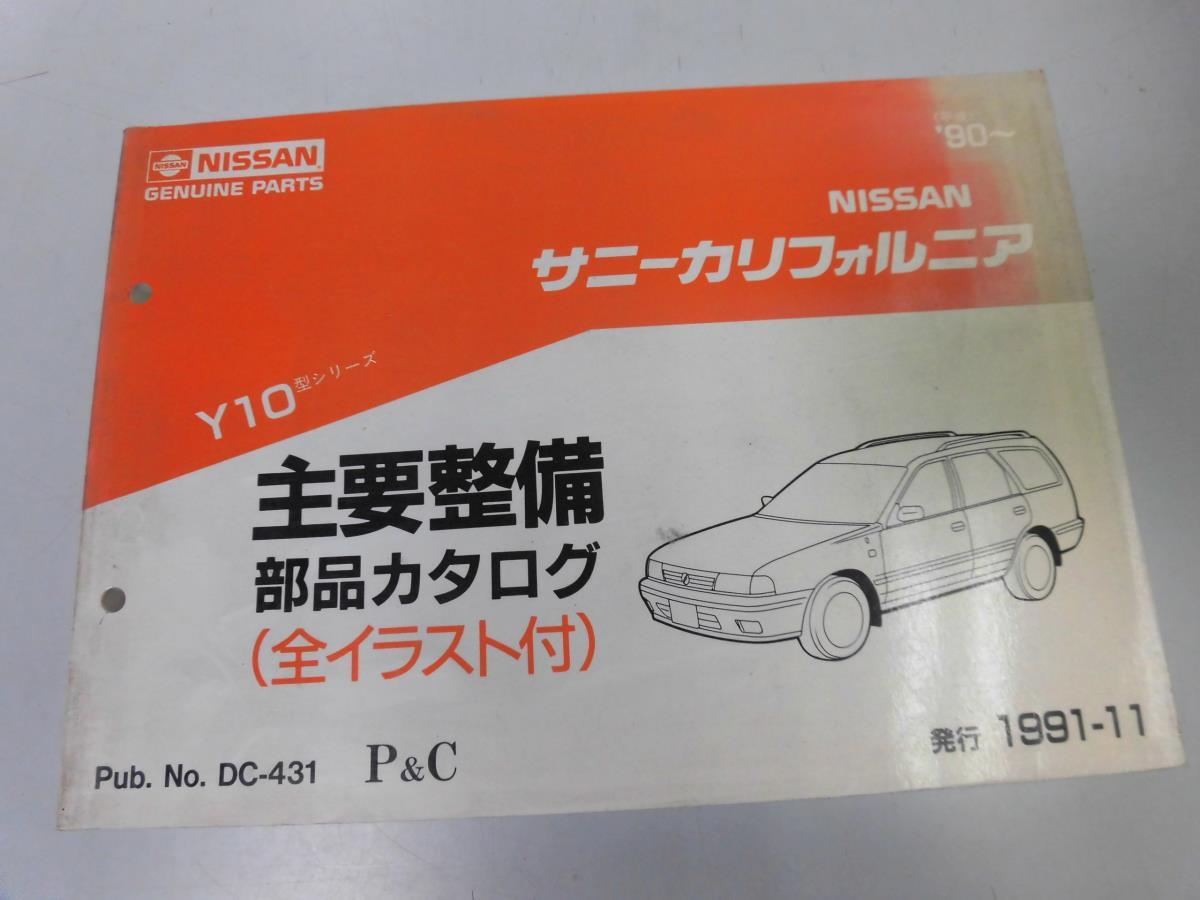 NISSAN NISSAN
GENUINE PARTS
'90～
NISSAN
サニーカリフォルニア
Y10型シリーズ
主要整備
部品カタログ
(全イラスト付)
Pub. No. DC-431 P&C
発行 1991-11